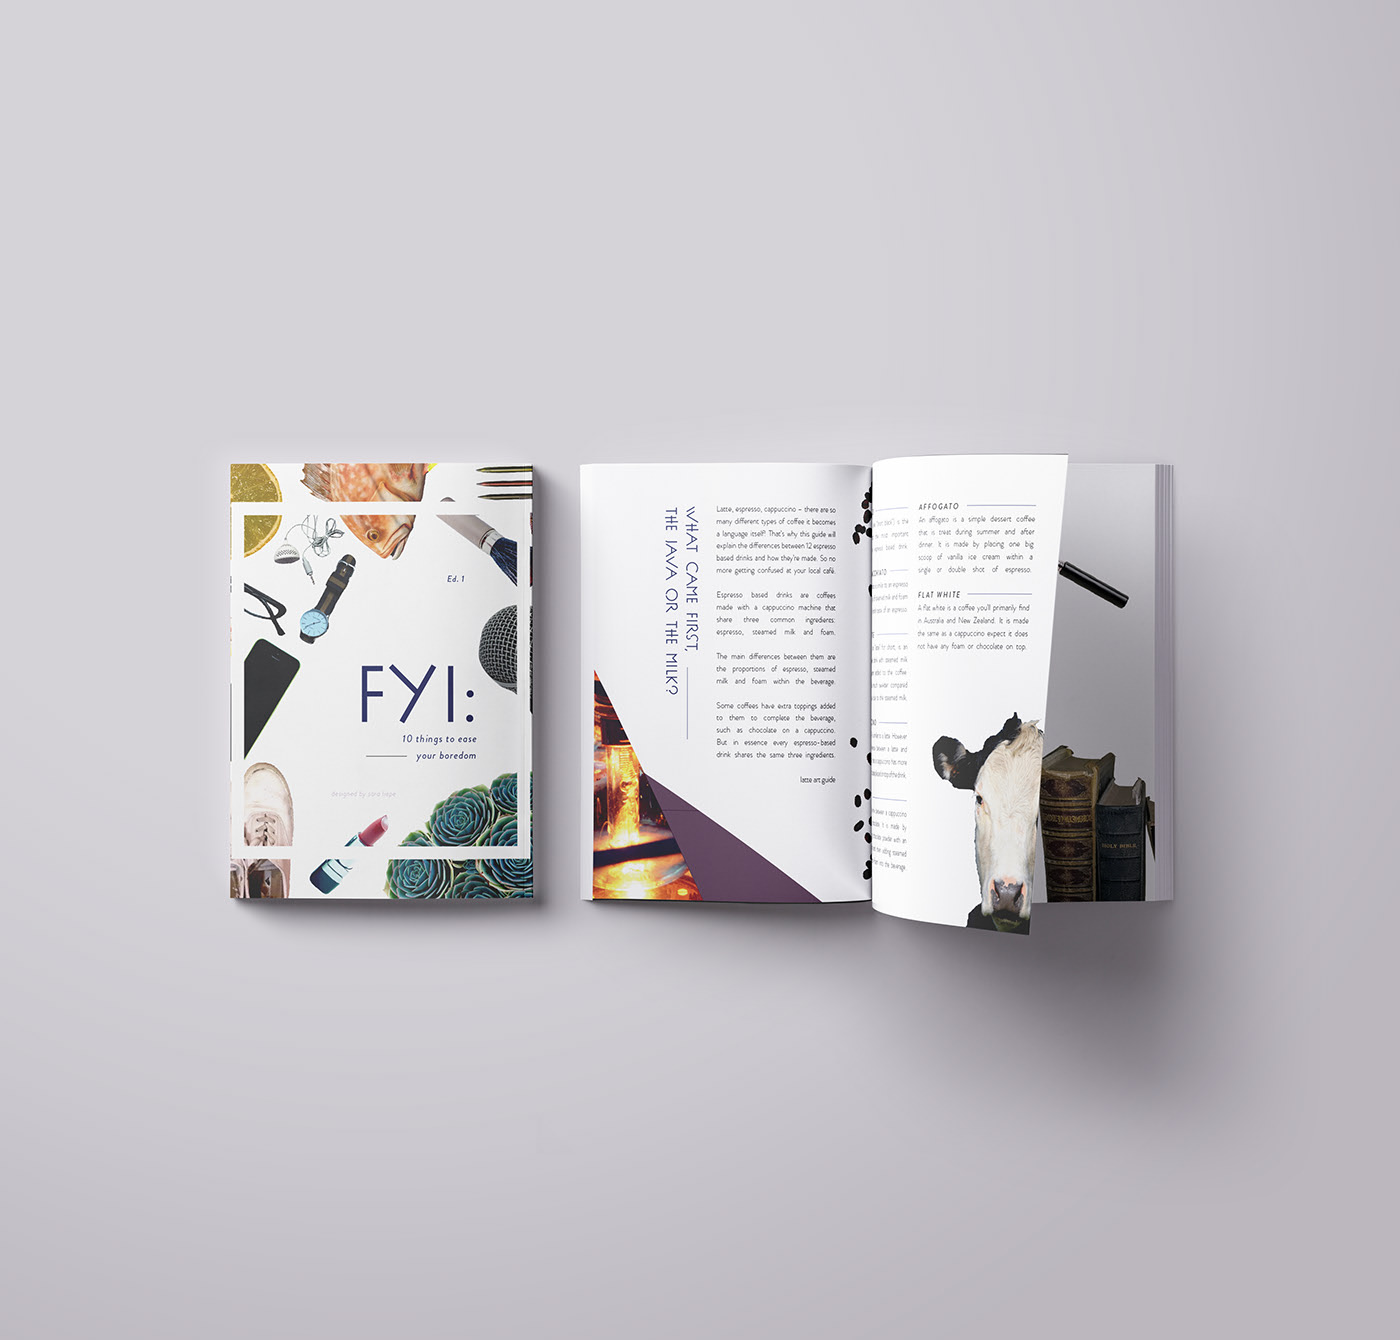 Ed. 1
FYI:
10 things to ease
your boredom
designed by
WHAT CAME FIRST,
THE JAVA OR THE MILK?
Latte, espresso, cappuccino – there are so
many different types of coffee it becomes
a language itself! That's why this guide will
explain the differences between 12 espresso
based drinks and how they're made. So no
more getting confused at your local café.
Espresso based drinks are coffees
made with a cappuccino machine that
share three common ingredients:
espresso, steamed milk and foam.
The main differences between them are
the proportions of espresso, steamed
milk and foam within the beverage.
Some coffees have extra toppings added
to them to complete the beverage,
such as chocolate on a cappuccino.
But in essence every espresso-based
drink shares the same three ingredients.
latte art guide
AFFOGATO
An affogato is a simple dessert coffee
that is treat during summer and after
dinner. It is made by placing one big
scoop of vanilla ice cream within a
single or double shot of espresso.
FLAT WHITE
A flat white is a coffee you'll primarily find
in Australia and New Zealand. It is made
the same as a cappuccino expect it does
not have any foam or chocolate on top.
HOLY BIBLE